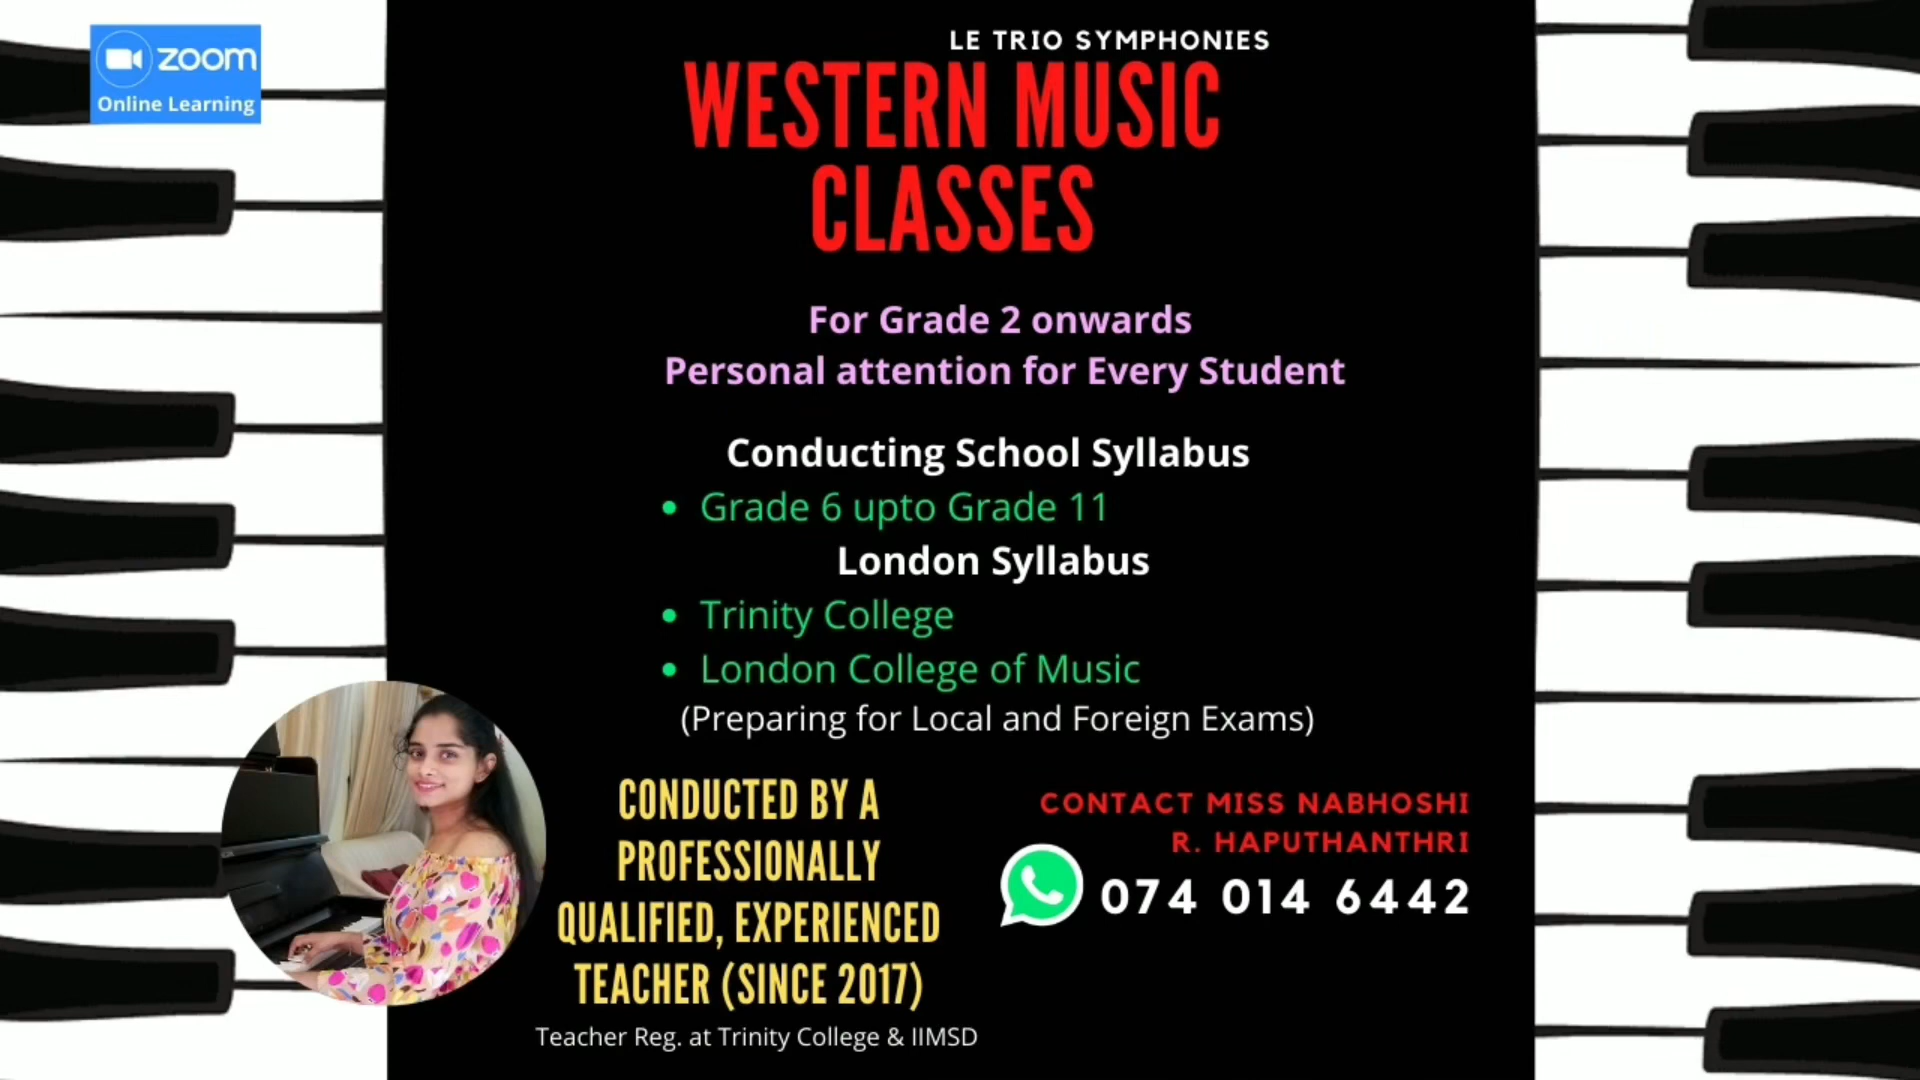 zoom
Online Learning
LE TRIO SYMPHONIES
WESTERN MUSIC
CLASSES
For Grade 2 onwards
Personal attention for Every Student
Conducting School Syllabus
• Grade 6 upto Grade 11
London Syllabus
• Trinity College
• London College of Music
(Preparing for Local and Foreign Exams)
CONDUCTED BY A
PROFESSIONALLY
QUALIFIED, EXPERIENCED
TEACHER (SINCE 2017)
Teacher Reg. at Trinity College & IIMSD
CONTACT MISS NABHOSHI
R. HAPUTHANTHRI
074 014 6442